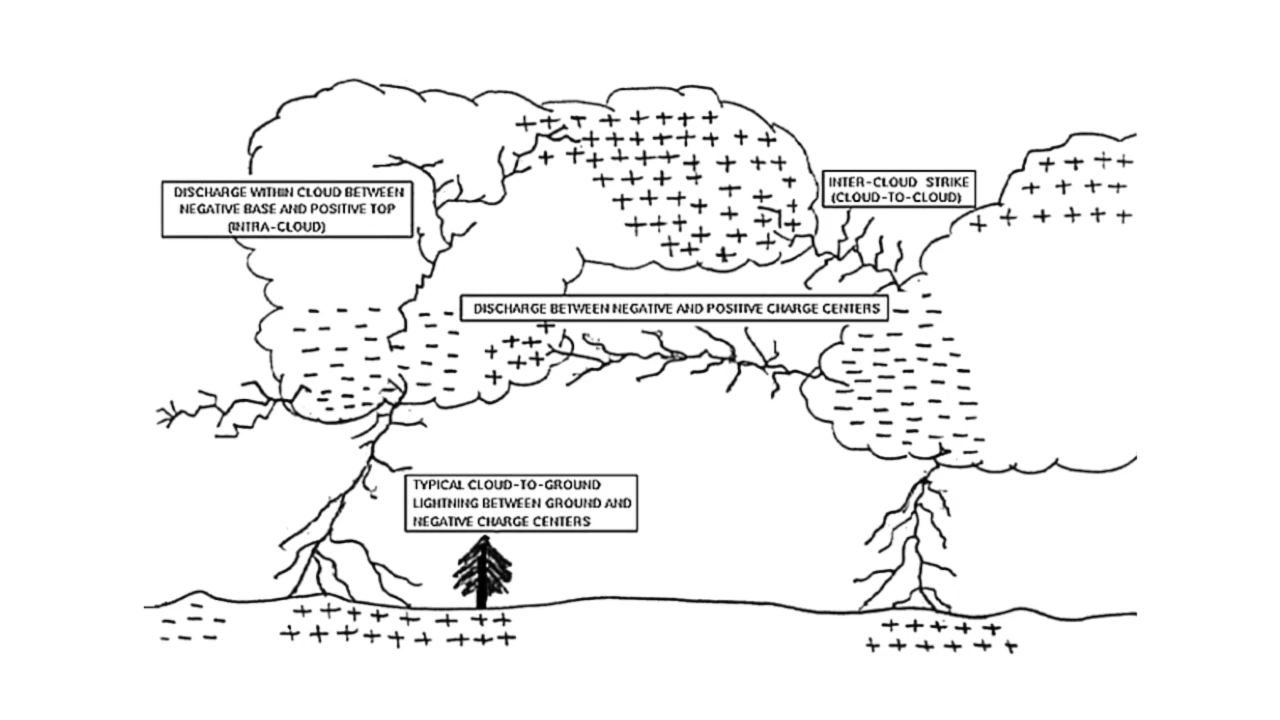 DISCHARGE WITHIN CLOUD BETWEEN
NEGATIVE BASE AND POSITIVE TOP
(INTRA-CLOUD)
INTER-CLOUD STRIKE
(CLOUD-TO-CLOUD)
DISCHARGE BETWEEN NEGATIVE AND POSITIVE CHARGE CENTERS
TYPICAL CLOUD-TO-GROUND
LIGHTNING BETWEEN GROUND AND
NEGATIVE CHARGE CENTERS